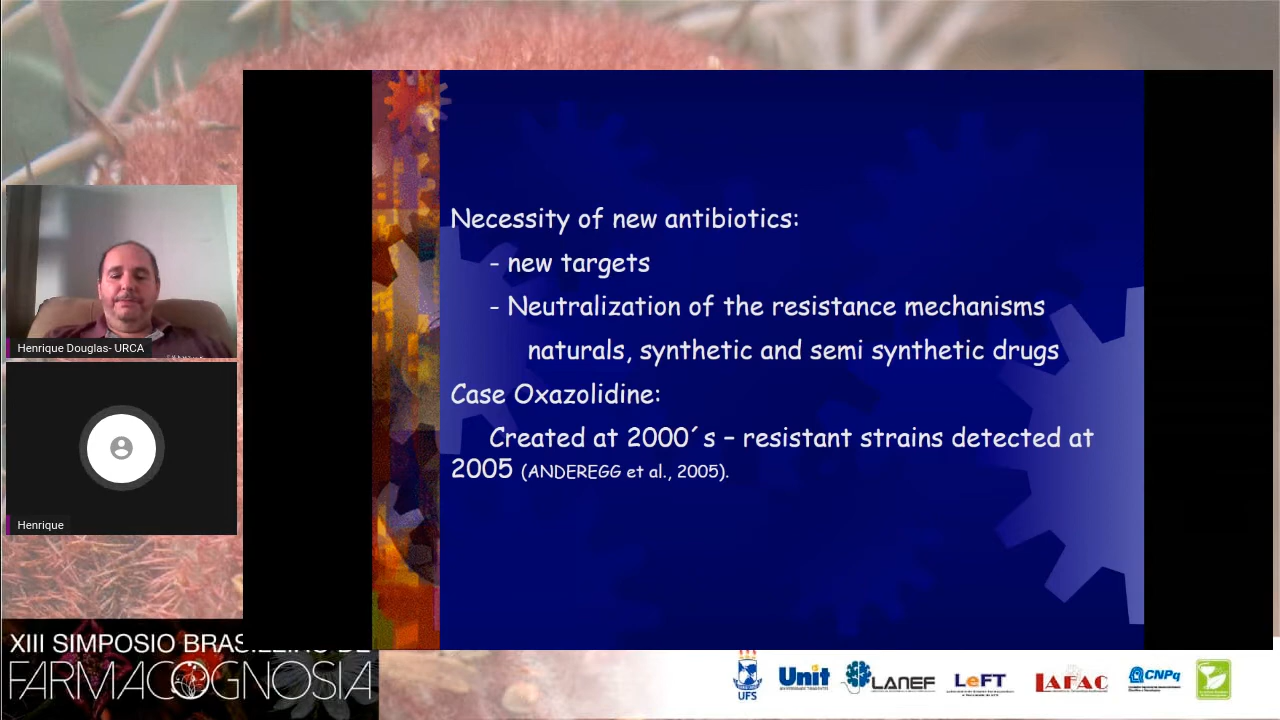 Necessity of new antibiotics:
- new targets
- Neutralization of the resistance mechanisms
naturals, synthetic and semi synthetic drugs
Case Oxazolidine:
Created at 2000´s – resistant strains detected at
2005 (ANDEREGG et al., 2005).
Henrique Douglas- URCA
Henrique
XIII SIMPOSIO BRASILEIRO DE
FARMACOGNOSIA
UFS
Unit
LANEF
LeFT
LAFAC
CNPq